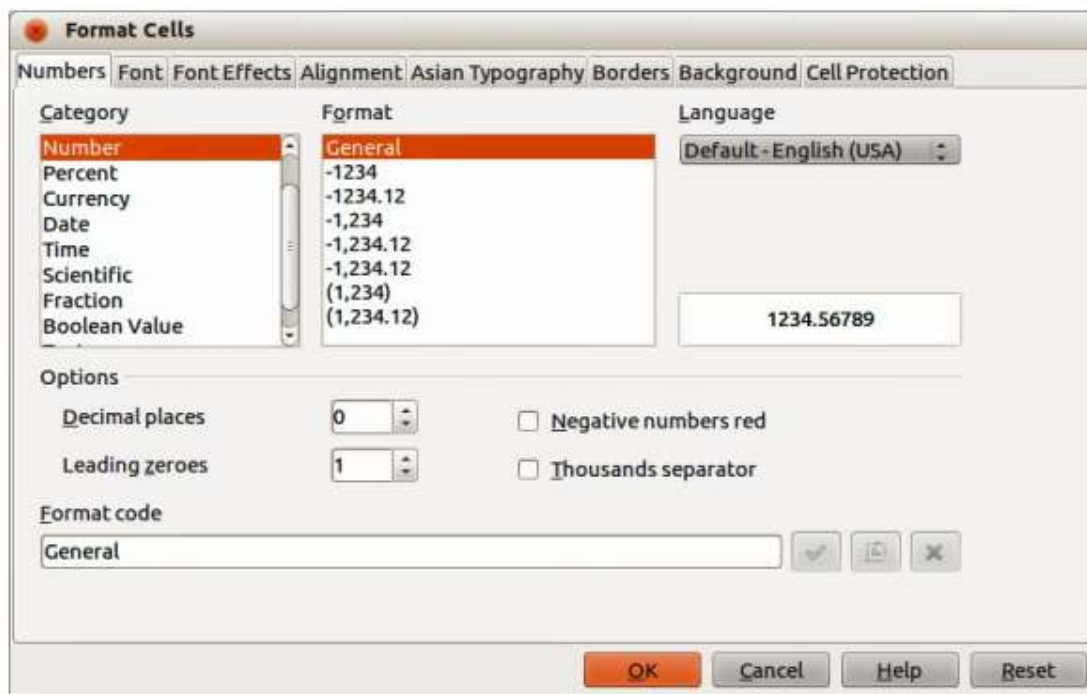 Format Cells
Numbers Font Font Effects Alignment Asian Typography Borders Background Cell Protection
Category
Number
Percent
Currency
Date
Time
Scientific
Fraction
Boolean Value
Format
General
-1234
-1234.12
-1,234
-1,234.12
-1,234.12
(1,234)
(1,234.12)
Language
Default - English (USA)
1234.56789
Options
Decimal places 0
Negative numbers red
Leading zeroes 1
Thousands separator
Format code
General
OK Cancel Help Reset